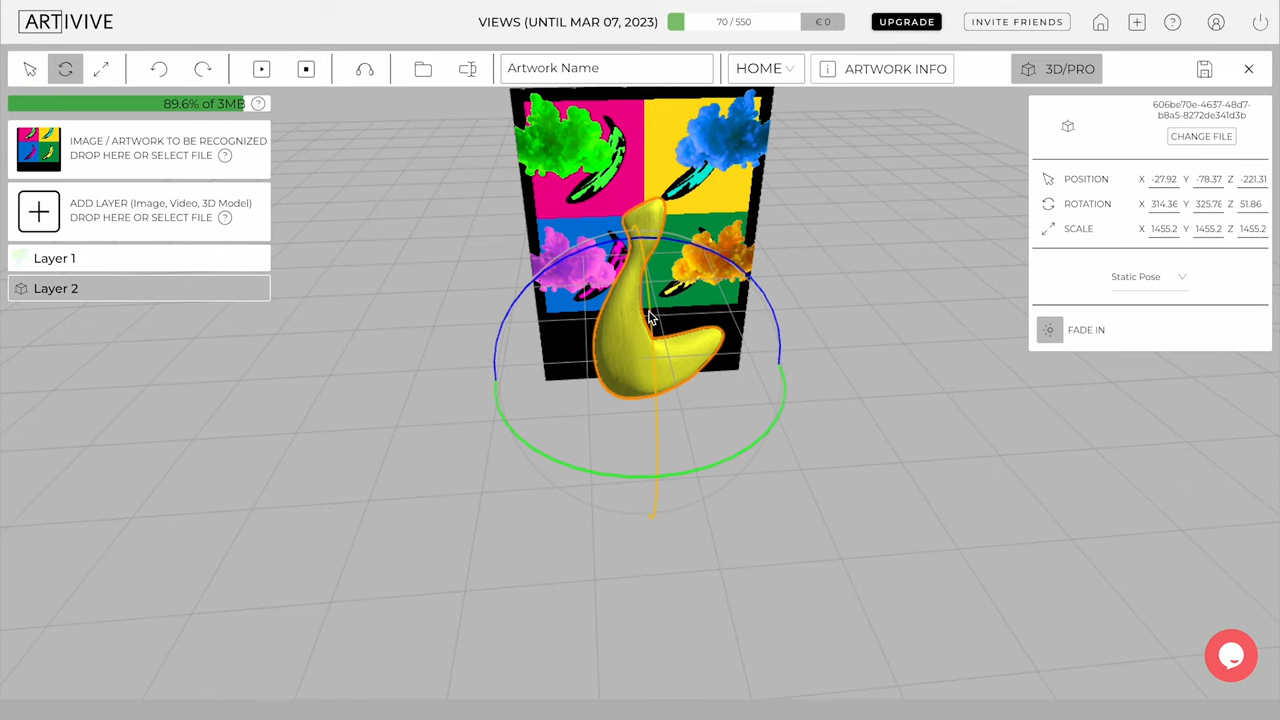 ARTIVIVE
VIEWS (UNTIL MAR 07, 2023)
70 / 550
€ 0
UPGRADE
INVITE FRIENDS
Artwork Name
HOME
ARTWORK INFO
3D/PRO
89.6% of 3MB
IMAGE / ARTWORK TO BE RECOGNIZED
DROP HERE OR SELECT FILE
ADD LAYER (Image, Video, 3D Model)
DROP HERE OR SELECT FILE
Layer 1
Layer 2
606be70e-4637-48d7-
b8a5-8272de341d3b
CHANGE FILE
POSITION X -27.92 Y -78.37 Z -221.31
ROTATION X 314.36 Y 325.78 Z 51.86
SCALE X 1455.2 Y 1455.2 Z 1455.2
Static Pose
FADE IN